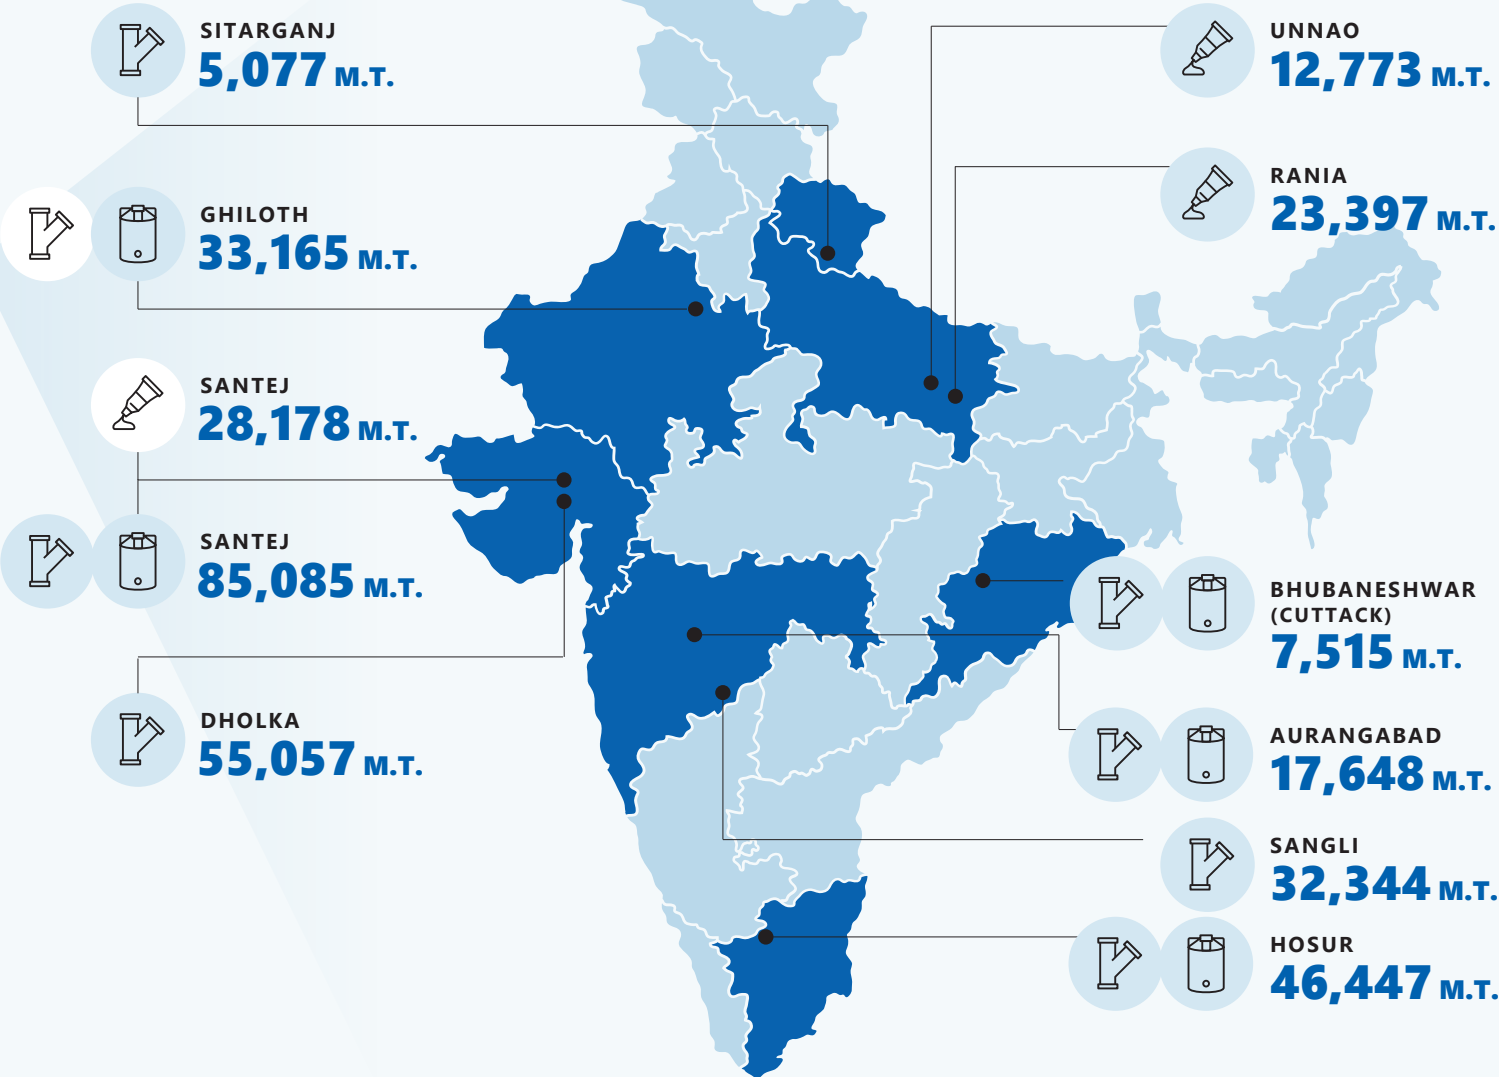 SITARGANJ
5,077 M.T.
GHILOTH
33,165 M.T.
SANTEJ
28,178 M.T.
SANTEJ
85,085 M.T.
DHOLKA
55,057 M.T.
UNNAO
12,773 M.T.
RANIA
23,397 M.T.
BHUBANESHWAR
(CUTTACK)
7,515 M.T.
AURANGABAD
17,648 M.T.
SANGLI
32,344 M.T.
HOSUR
46,447 M.T.